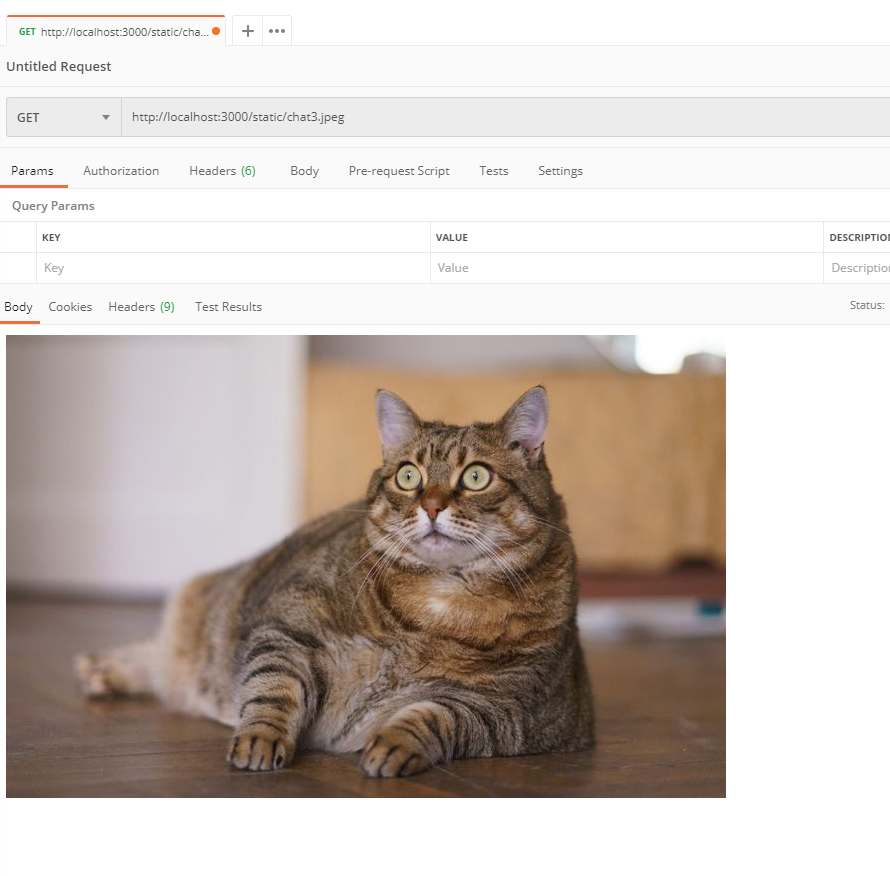 GET http://localhost:3000/static/cha...
Untitled Request
GET http://localhost:3000/static/chat3.jpeg
Params Authorization Headers (6) Body Pre-request Script Tests Settings
Query Params
KEY VALUE DESCRIPTION
Key Value Description
Body Cookies Headers (9) Test Results Status: